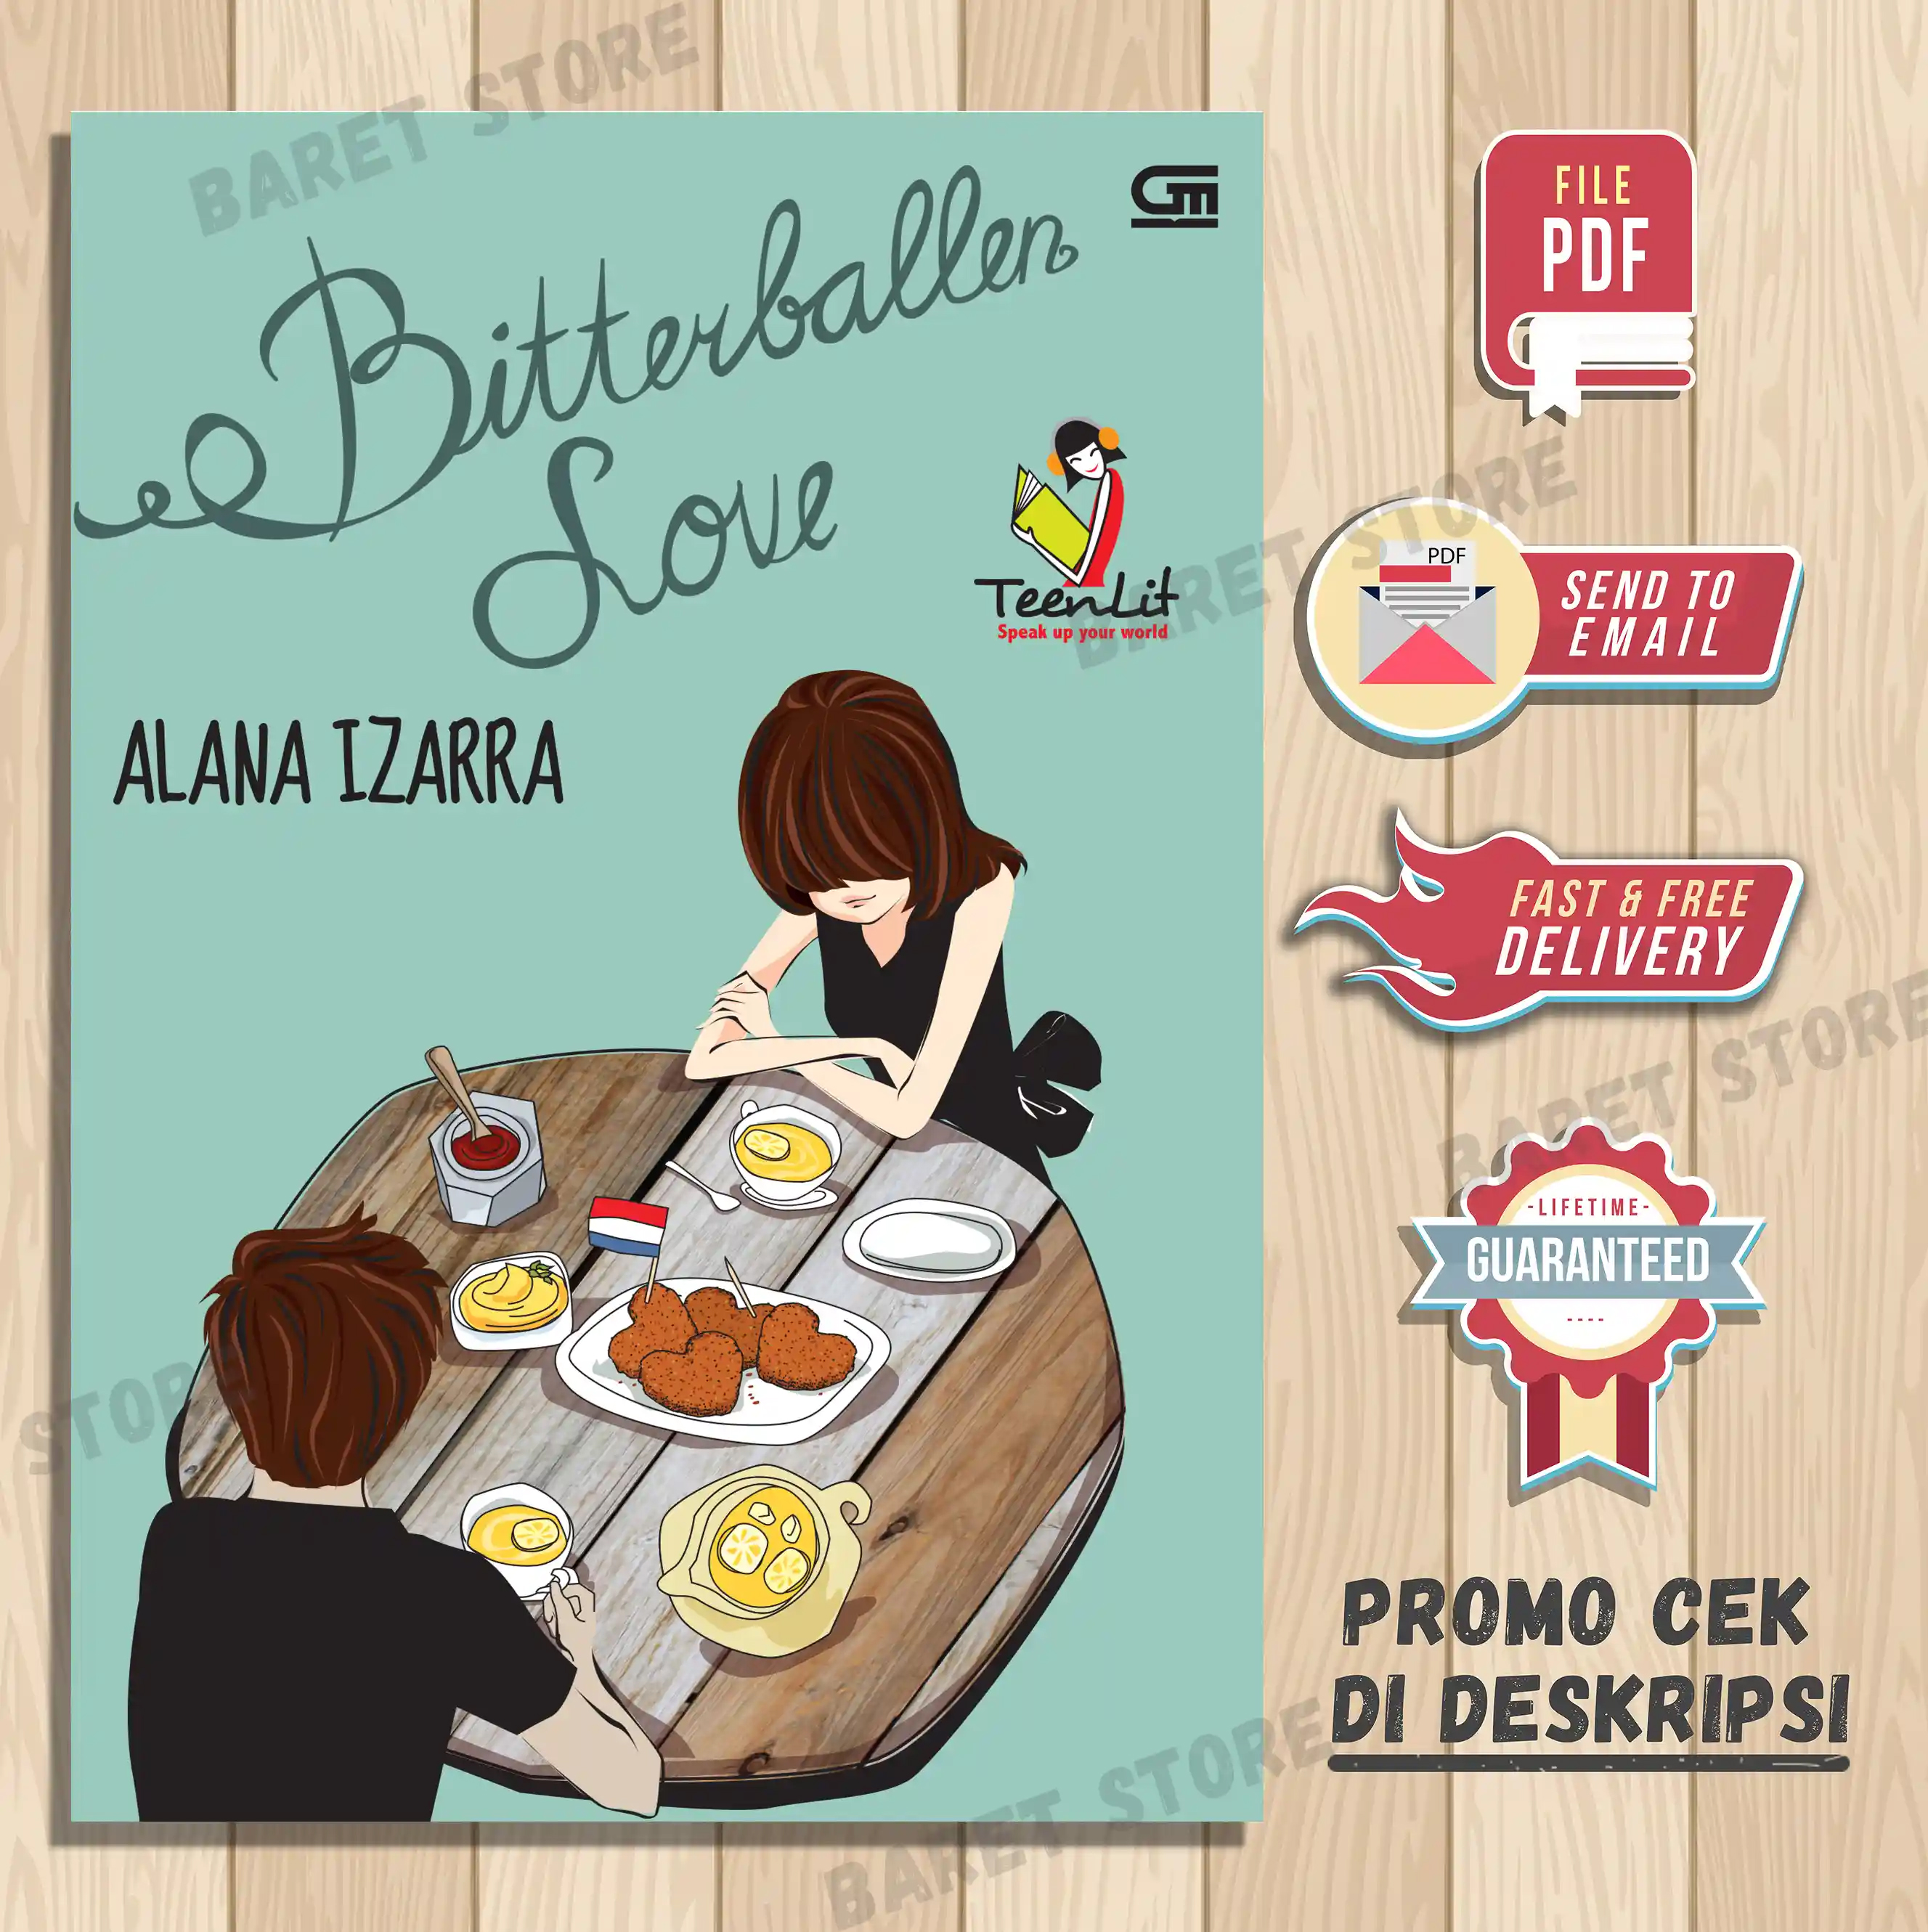 BARET STORE
Bitterballen
Love
GM
TeenLit
Speak up your world
ALANA IZARRA
FILE
PDF
BARET STORE
PDF
SEND TO
EMAIL
FAST & FREE
DELIVERY
BARET STORE
-LIFETIME-
GUARANTEED
STORE
PROMO CEK
DI DESKRIPSI
BARET STORE